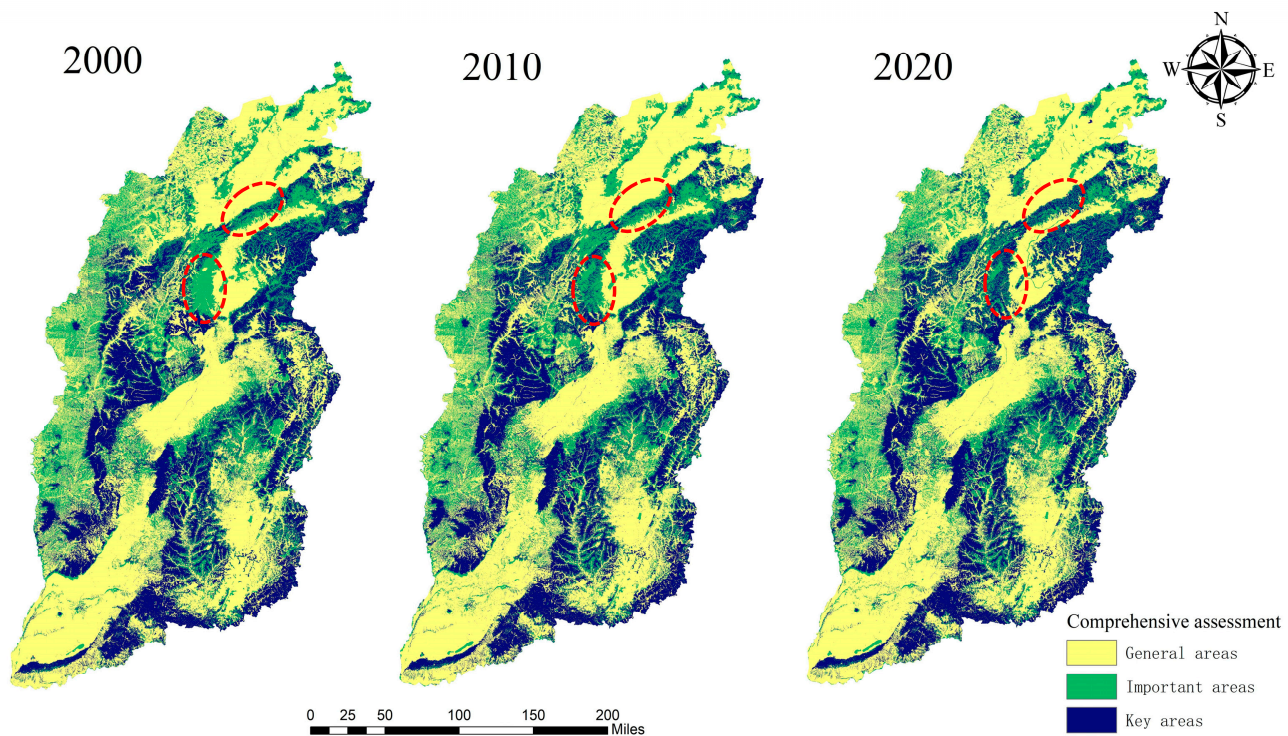 2000
2010
2020
N
W
E
S
Comprehensive assessment
General areas
Important areas
Key areas
0 25 50 100 150 200
Miles